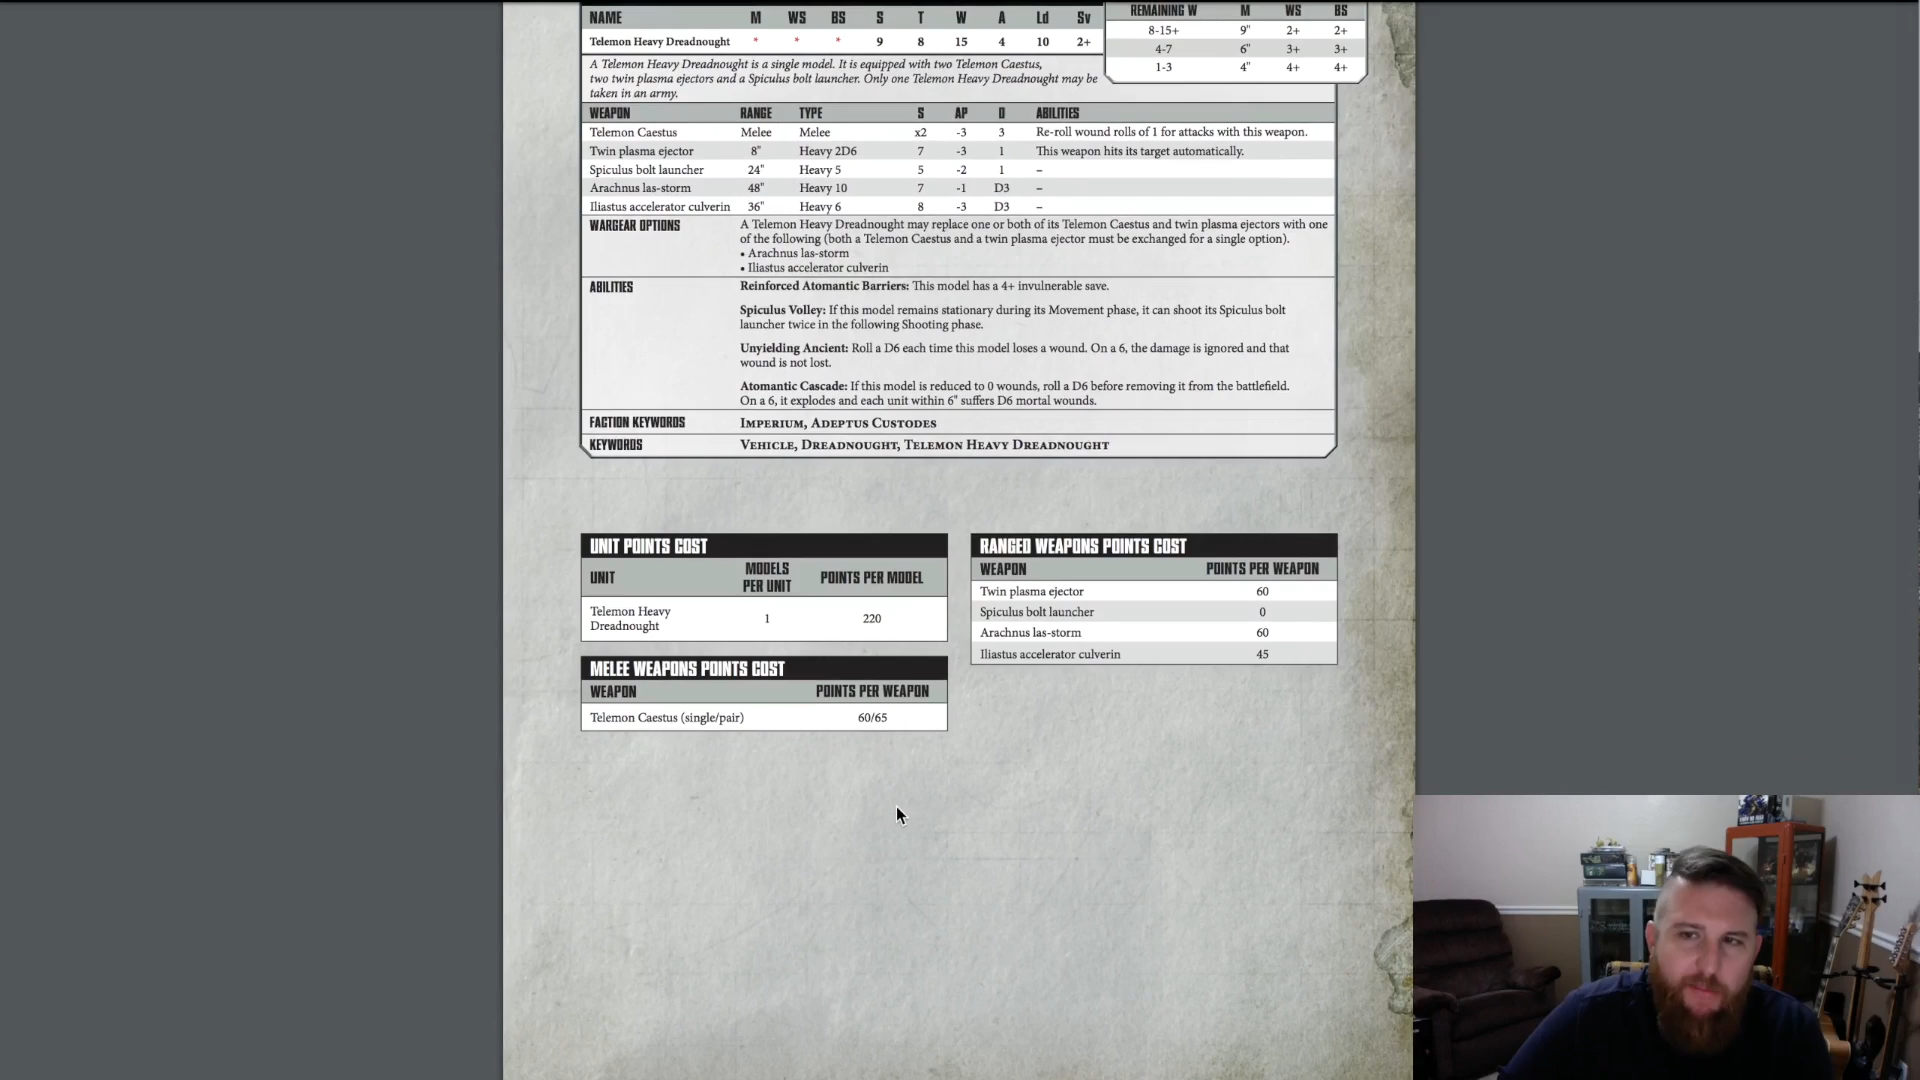 NAME M WS BS S T W A Ld Sv
Telemon Heavy Dreadnought * * * 9 8 15 4 10 2+
REMAINING W M WS BS
8-15+ 9" 2+ 2+
4-7 6" 3+ 3+
1-3 4" 4+ 4+
A Telemon Heavy Dreadnought is a single model. It is equipped with two Telemon Caestus,
two twin plasma ejectors and a Spiculus bolt launcher. Only one Telemon Heavy Dreadnought may be
taken in an army.
WEAPON RANGE TYPE S AP D ABILITIES
Telemon Caestus Melee Melee x2 -3 3 Re-roll wound rolls of 1 for attacks with this weapon.
Twin plasma ejector 8" Heavy 2D6 7 -3 1 This weapon hits its target automatically.
Spiculus bolt launcher 24" Heavy 5 5 -2 1 –
Arachnus las-storm 48" Heavy 10 7 -1 D3 –
Iliastus accelerator culverin 36" Heavy 6 8 -3 D3 –
WARGEAR OPTIONS A Telemon Heavy Dreadnought may replace one or both of its Telemon Caestus and twin plasma ejectors with one
of the following (both a Telemon Caestus and a twin plasma ejector must be exchanged for a single option).
• Arachnus las-storm
• Iliastus accelerator culverin
ABILITIES Reinforced Atomantic Barriers: This model has a 4+ invulnerable save.
Spiculus Volley: If this model remains stationary during its Movement phase, it can shoot its Spiculus bolt
launcher twice in the following Shooting phase.
Unyielding Ancient: Roll a D6 each time this model loses a wound. On a 6, the damage is ignored and that
wound is not lost.
Atomantic Cascade: If this model is reduced to 0 wounds, roll a D6 before removing it from the battlefield.
On a 6, it explodes and each unit within 6" suffers D6 mortal wounds.
FACTION KEYWORDS IMPERIUM, ADEPTUS CUSTODES
KEYWORDS VEHICLE, DREADNOUGHT, TELEMON HEAVY DREADNOUGHT
UNIT POINTS COST
UNIT MODELS PER UNIT POINTS PER MODEL
Telemon Heavy
Dreadnought 1 220
MELEE WEAPONS POINTS COST
WEAPON POINTS PER WEAPON
Telemon Caestus (single/pair) 60/65
RANGED WEAPONS POINTS COST
WEAPON POINTS PER WEAPON
Twin plasma ejector 60
Spiculus bolt launcher 0
Arachnus las-storm 60
Iliastus accelerator culverin 45